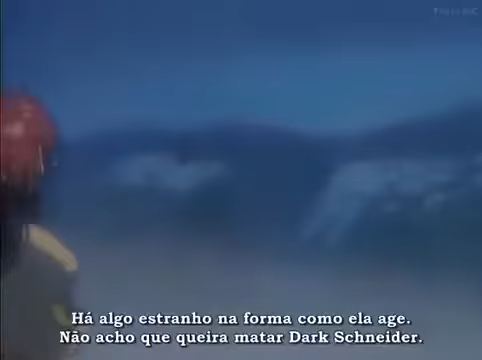 Há algo estranho na forma como ela age.
Não acho que queira matar Dark Schneider.